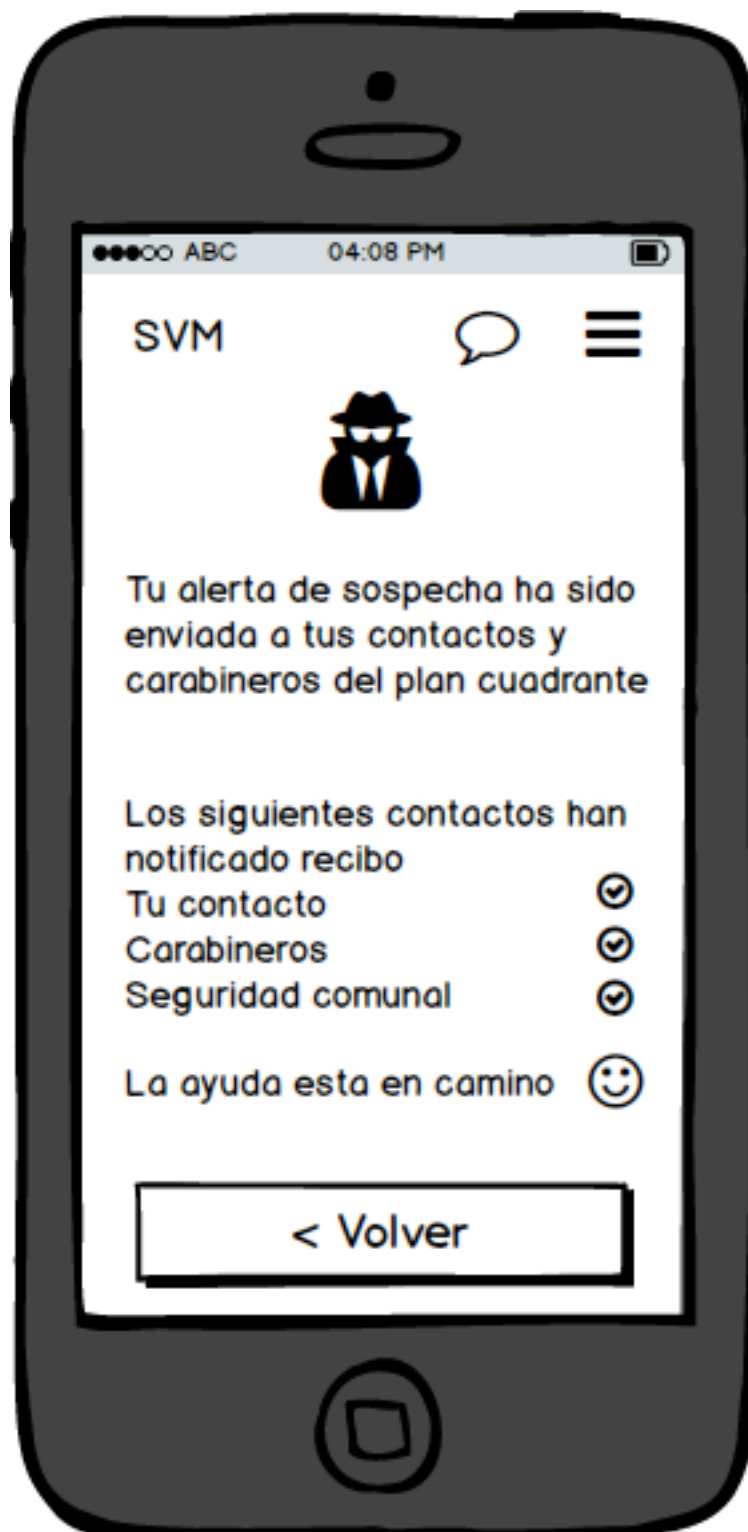 ABC 04:08 PM
SVM
Tu alerta de sospecha ha sido
enviada a tus contactos y
carabineros del plan cuadrante
Los siguientes contactos han
notificado recibo
Tu contacto
Carabineros
Seguridad comunal
La ayuda esta en camino
< Volver